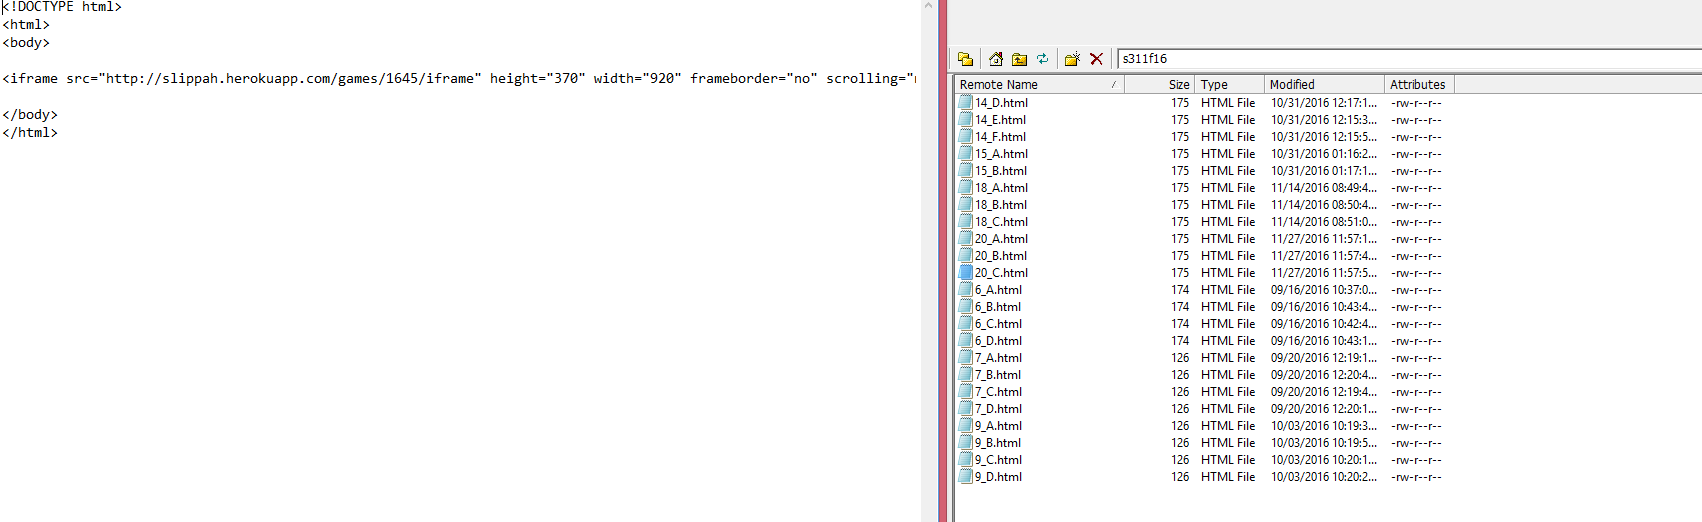 <!DOCTYPE html>
<html>
<body>
<iframe src="http://slippah.herokuapp.com/games/1645/iframe" height="370" width="920" frameborder="no" scrolling="
</body>
</html>
s311f16
Remote Name / Size Type Modified Attributes
14_D.html 175 HTML File 10/31/2016 12:17:1... -rw-r--r--
14_E.html 175 HTML File 10/31/2016 12:15:3... -rw-r--r--
14_F.html 175 HTML File 10/31/2016 12:15:5... -rw-r--r--
15_A.html 175 HTML File 10/31/2016 01:16:2... -rw-r--r--
15_B.html 175 HTML File 10/31/2016 01:17:1... -rw-r--r--
18_A.html 175 HTML File 11/14/2016 08:49:4... -rw-r--r--
18_B.html 175 HTML File 11/14/2016 08:50:4... -rw-r--r--
18_C.html 175 HTML File 11/14/2016 08:51:0... -rw-r--r--
20_A.html 175 HTML File 11/27/2016 11:57:1... -rw-r--r--
20_B.html 175 HTML File 11/27/2016 11:57:4... -rw-r--r--
20_C.html 175 HTML File 11/27/2016 11:57:5... -rw-r--r--
6_A.html 174 HTML File 09/16/2016 10:37:0... -rw-r--r--
6_B.html 174 HTML File 09/16/2016 10:43:4... -rw-r--r--
6_C.html 174 HTML File 09/16/2016 10:42:4... -rw-r--r--
6_D.html 174 HTML File 09/16/2016 10:43:1... -rw-r--r--
7_A.html 126 HTML File 09/20/2016 12:19:1... -rw-r--r--
7_B.html 126 HTML File 09/20/2016 12:20:4... -rw-r--r--
7_C.html 126 HTML File 09/20/2016 12:19:4... -rw-r--r--
7_D.html 126 HTML File 09/20/2016 12:20:1... -rw-r--r--
9_A.html 126 HTML File 10/03/2016 10:19:3... -rw-r--r--
9_B.html 126 HTML File 10/03/2016 10:19:5... -rw-r--r--
9_C.html 126 HTML File 10/03/2016 10:20:1... -rw-r--r--
9_D.html 126 HTML File 10/03/2016 10:20:2... -rw-r--r--